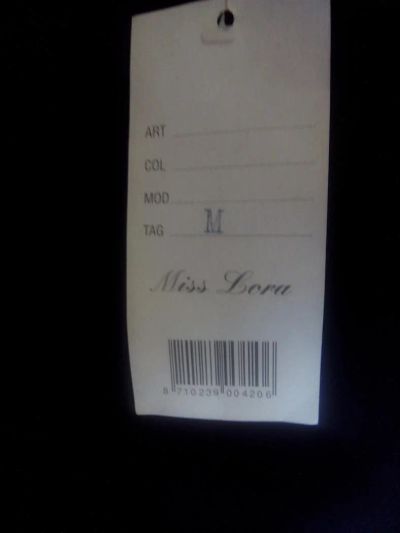 ART
COL
MOD
TAG M
Miss Lora
8 710239 004206